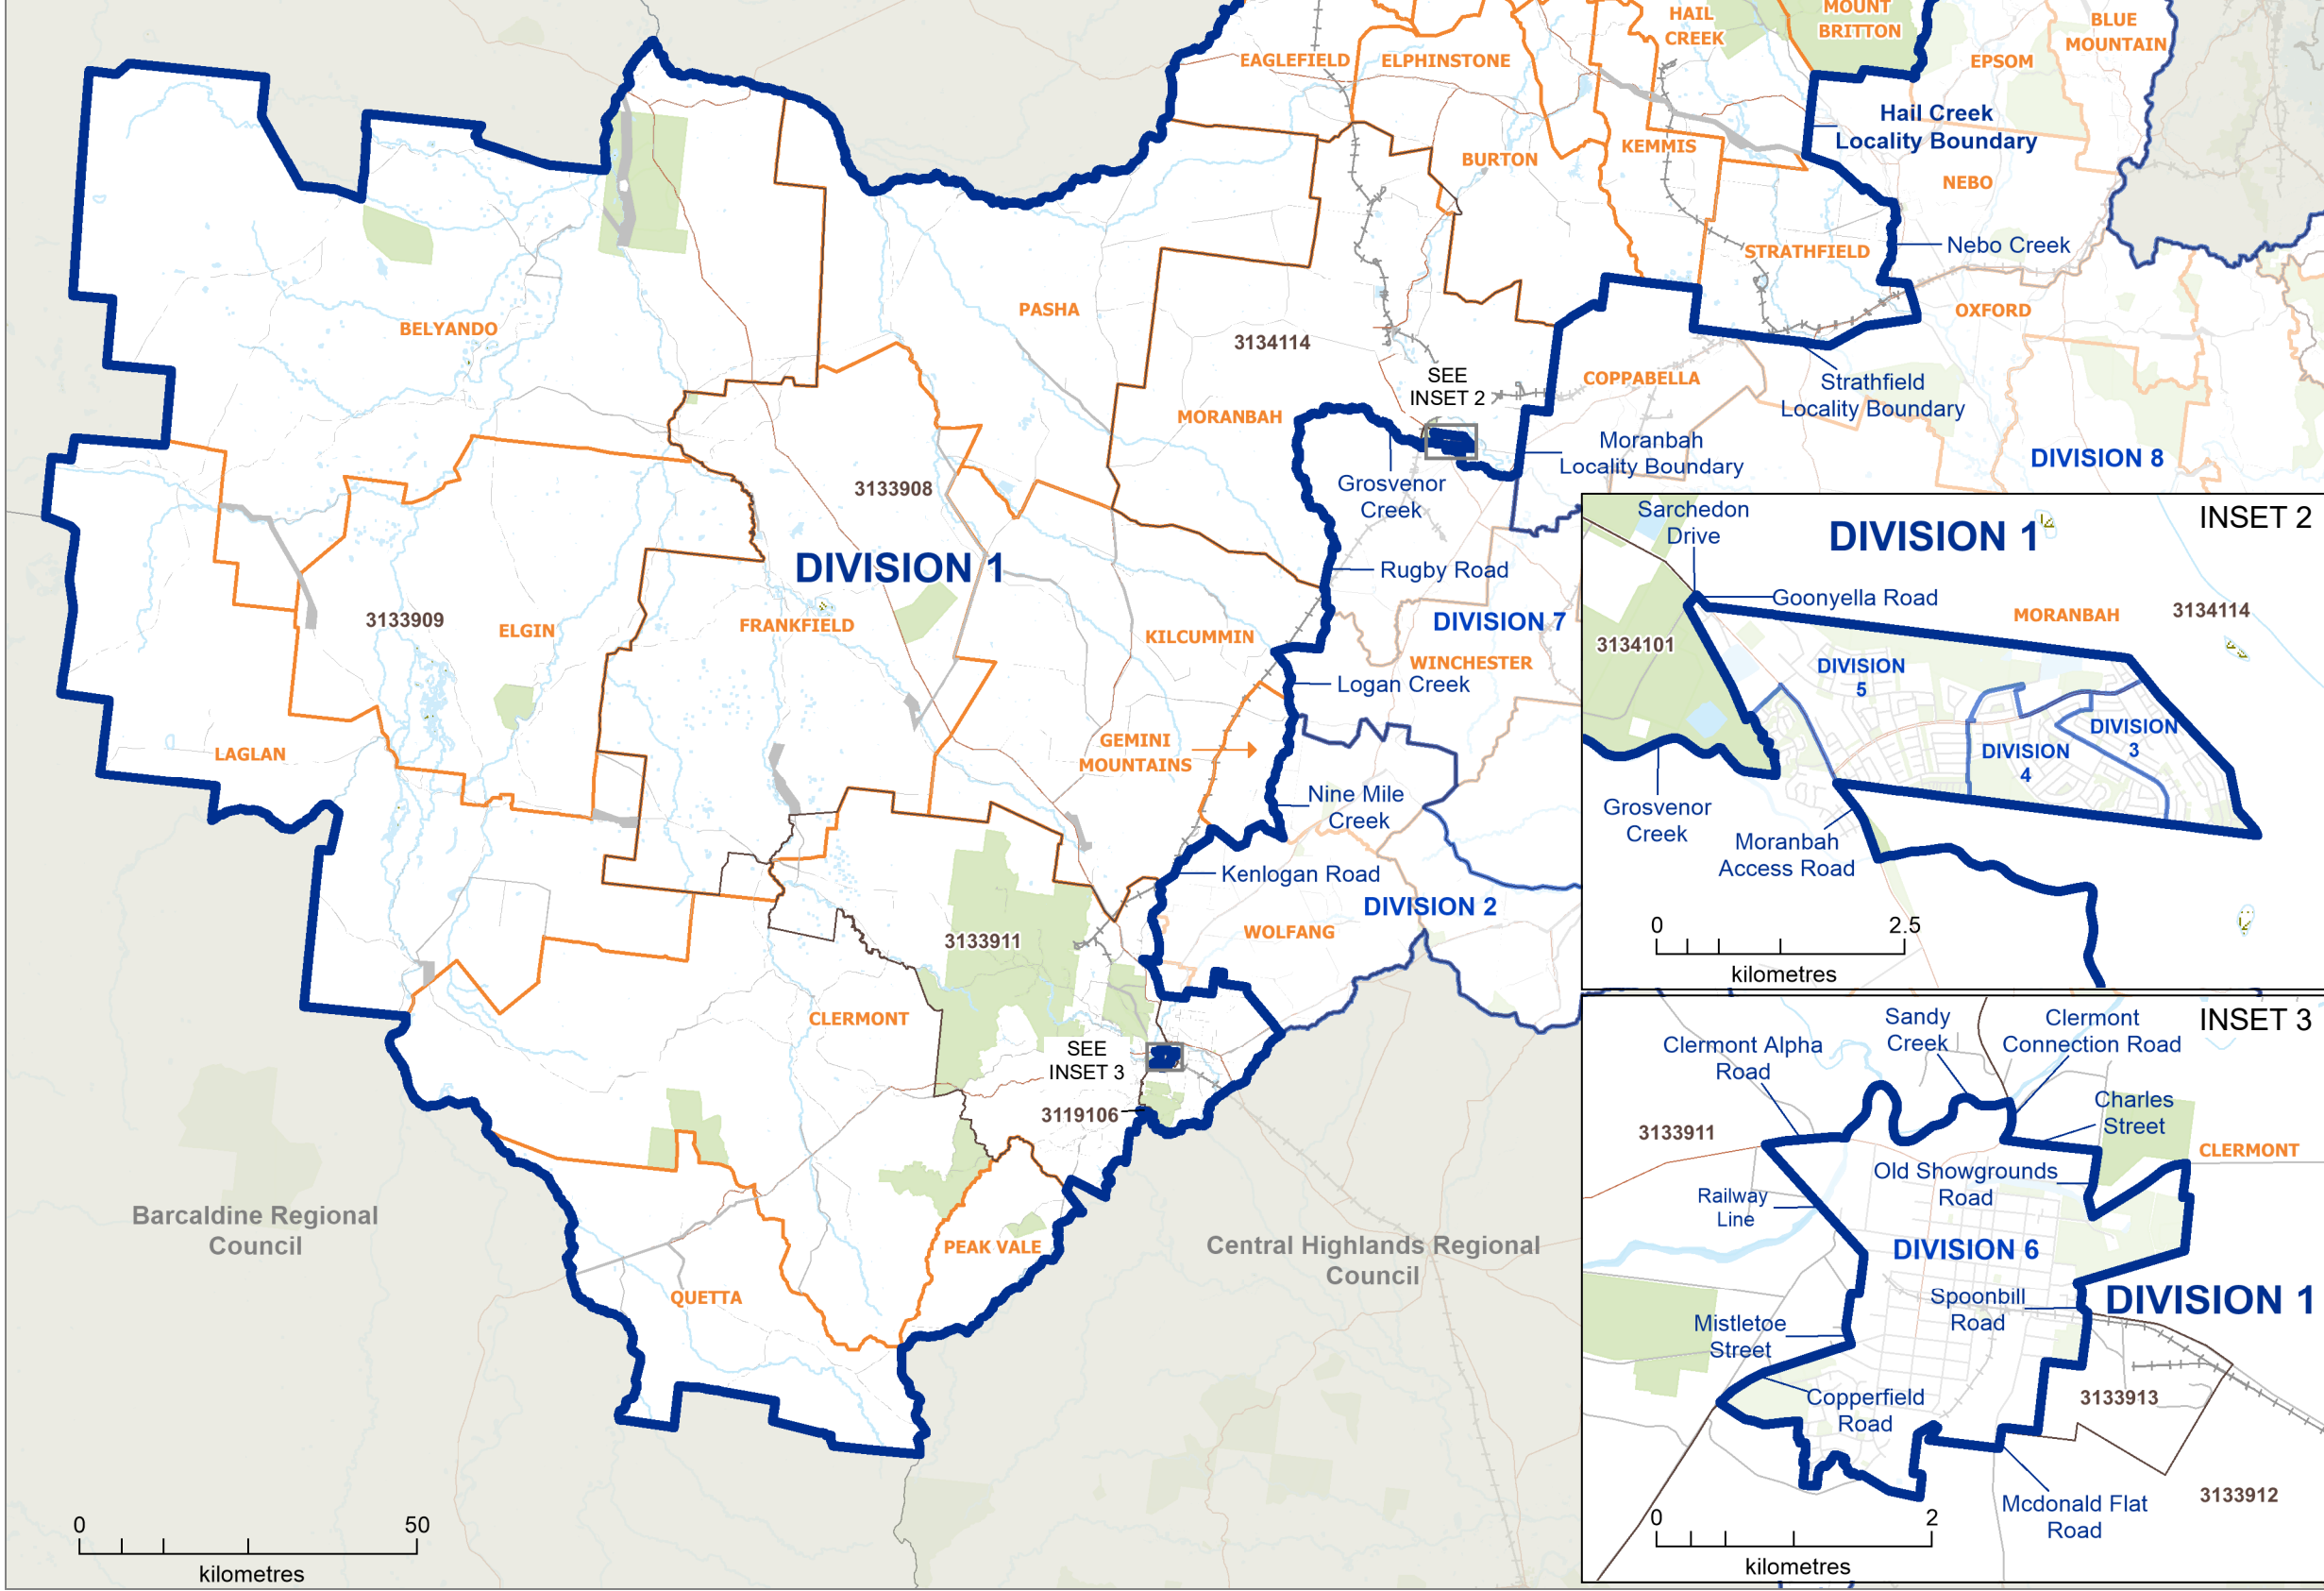 HAIL
CREEK
MOUNT
BRITTON
BLUE
MOUNTAIN
EAGLEFIELD
ELPHINSTONE
EPSOM
Hail Creek
Locality Boundary
BURTON
KEMMIS
NEBO
STRATHFIELD
Nebo Creek
PASHA
OXFORD
BELYANDO
3134114
SEE
INSET 2
COPPABELLA
Strathfield
Locality Boundary
MORANBAH
Moranbah
Locality Boundary
DIVISION 8
3133908
Grosvenor
Creek
DIVISION 1
Rugby Road
3133909
ELGIN
FRANKFIELD
KILCUMMIN
DIVISION 7
WINCHESTER
Logan Creek
LAGLAN
GEMINI
MOUNTAINS
Nine Mile
Creek
Kenlogan Road
DIVISION 2
WOLFANG
3133911
CLERMONT
SEE
INSET 3
3119106
Barcaldine Regional
Council
PEAK VALE
Central Highlands Regional
Council
QUETTA
0 50
kilometres
INSET 2
Sarchedon
Drive
DIVISION 1
Goonyella Road
MORANBAH
3134114
3134101
DIVISION
5
DIVISION
3
DIVISION
4
Grosvenor
Creek
Moranbah
Access Road
0 2.5
kilometres
INSET 3
Sandy
Creek
Clermont
Connection Road
Clermont Alpha
Road
Charles
Street
3133911
CLERMONT
Old Showgrounds
Road
Railway
Line
DIVISION 6
Spoonbill
Road
DIVISION 1
Mistletoe
Street
Copperfield
Road
3133913
3133912
Mcdonald Flat
Road
0 2
kilometres